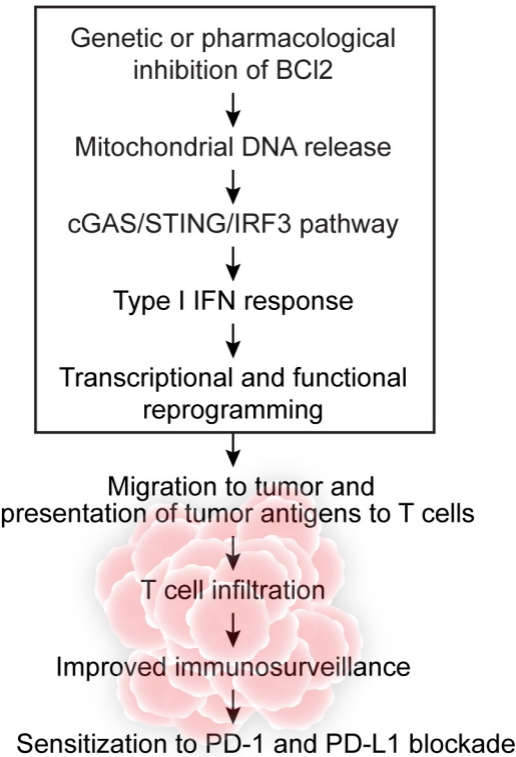 Genetic or pharmacological
inhibition of BCl2
Mitochondrial DNA release
cGAS/STING/IRF3 pathway
Type I IFN response
Transcriptional and functional
reprogramming
Migration to tumor and
presentation of tumor antigens to T cells
T cell infiltration
Improved immunosurveillance
Sensitization to PD-1 and PD-L1 blockade